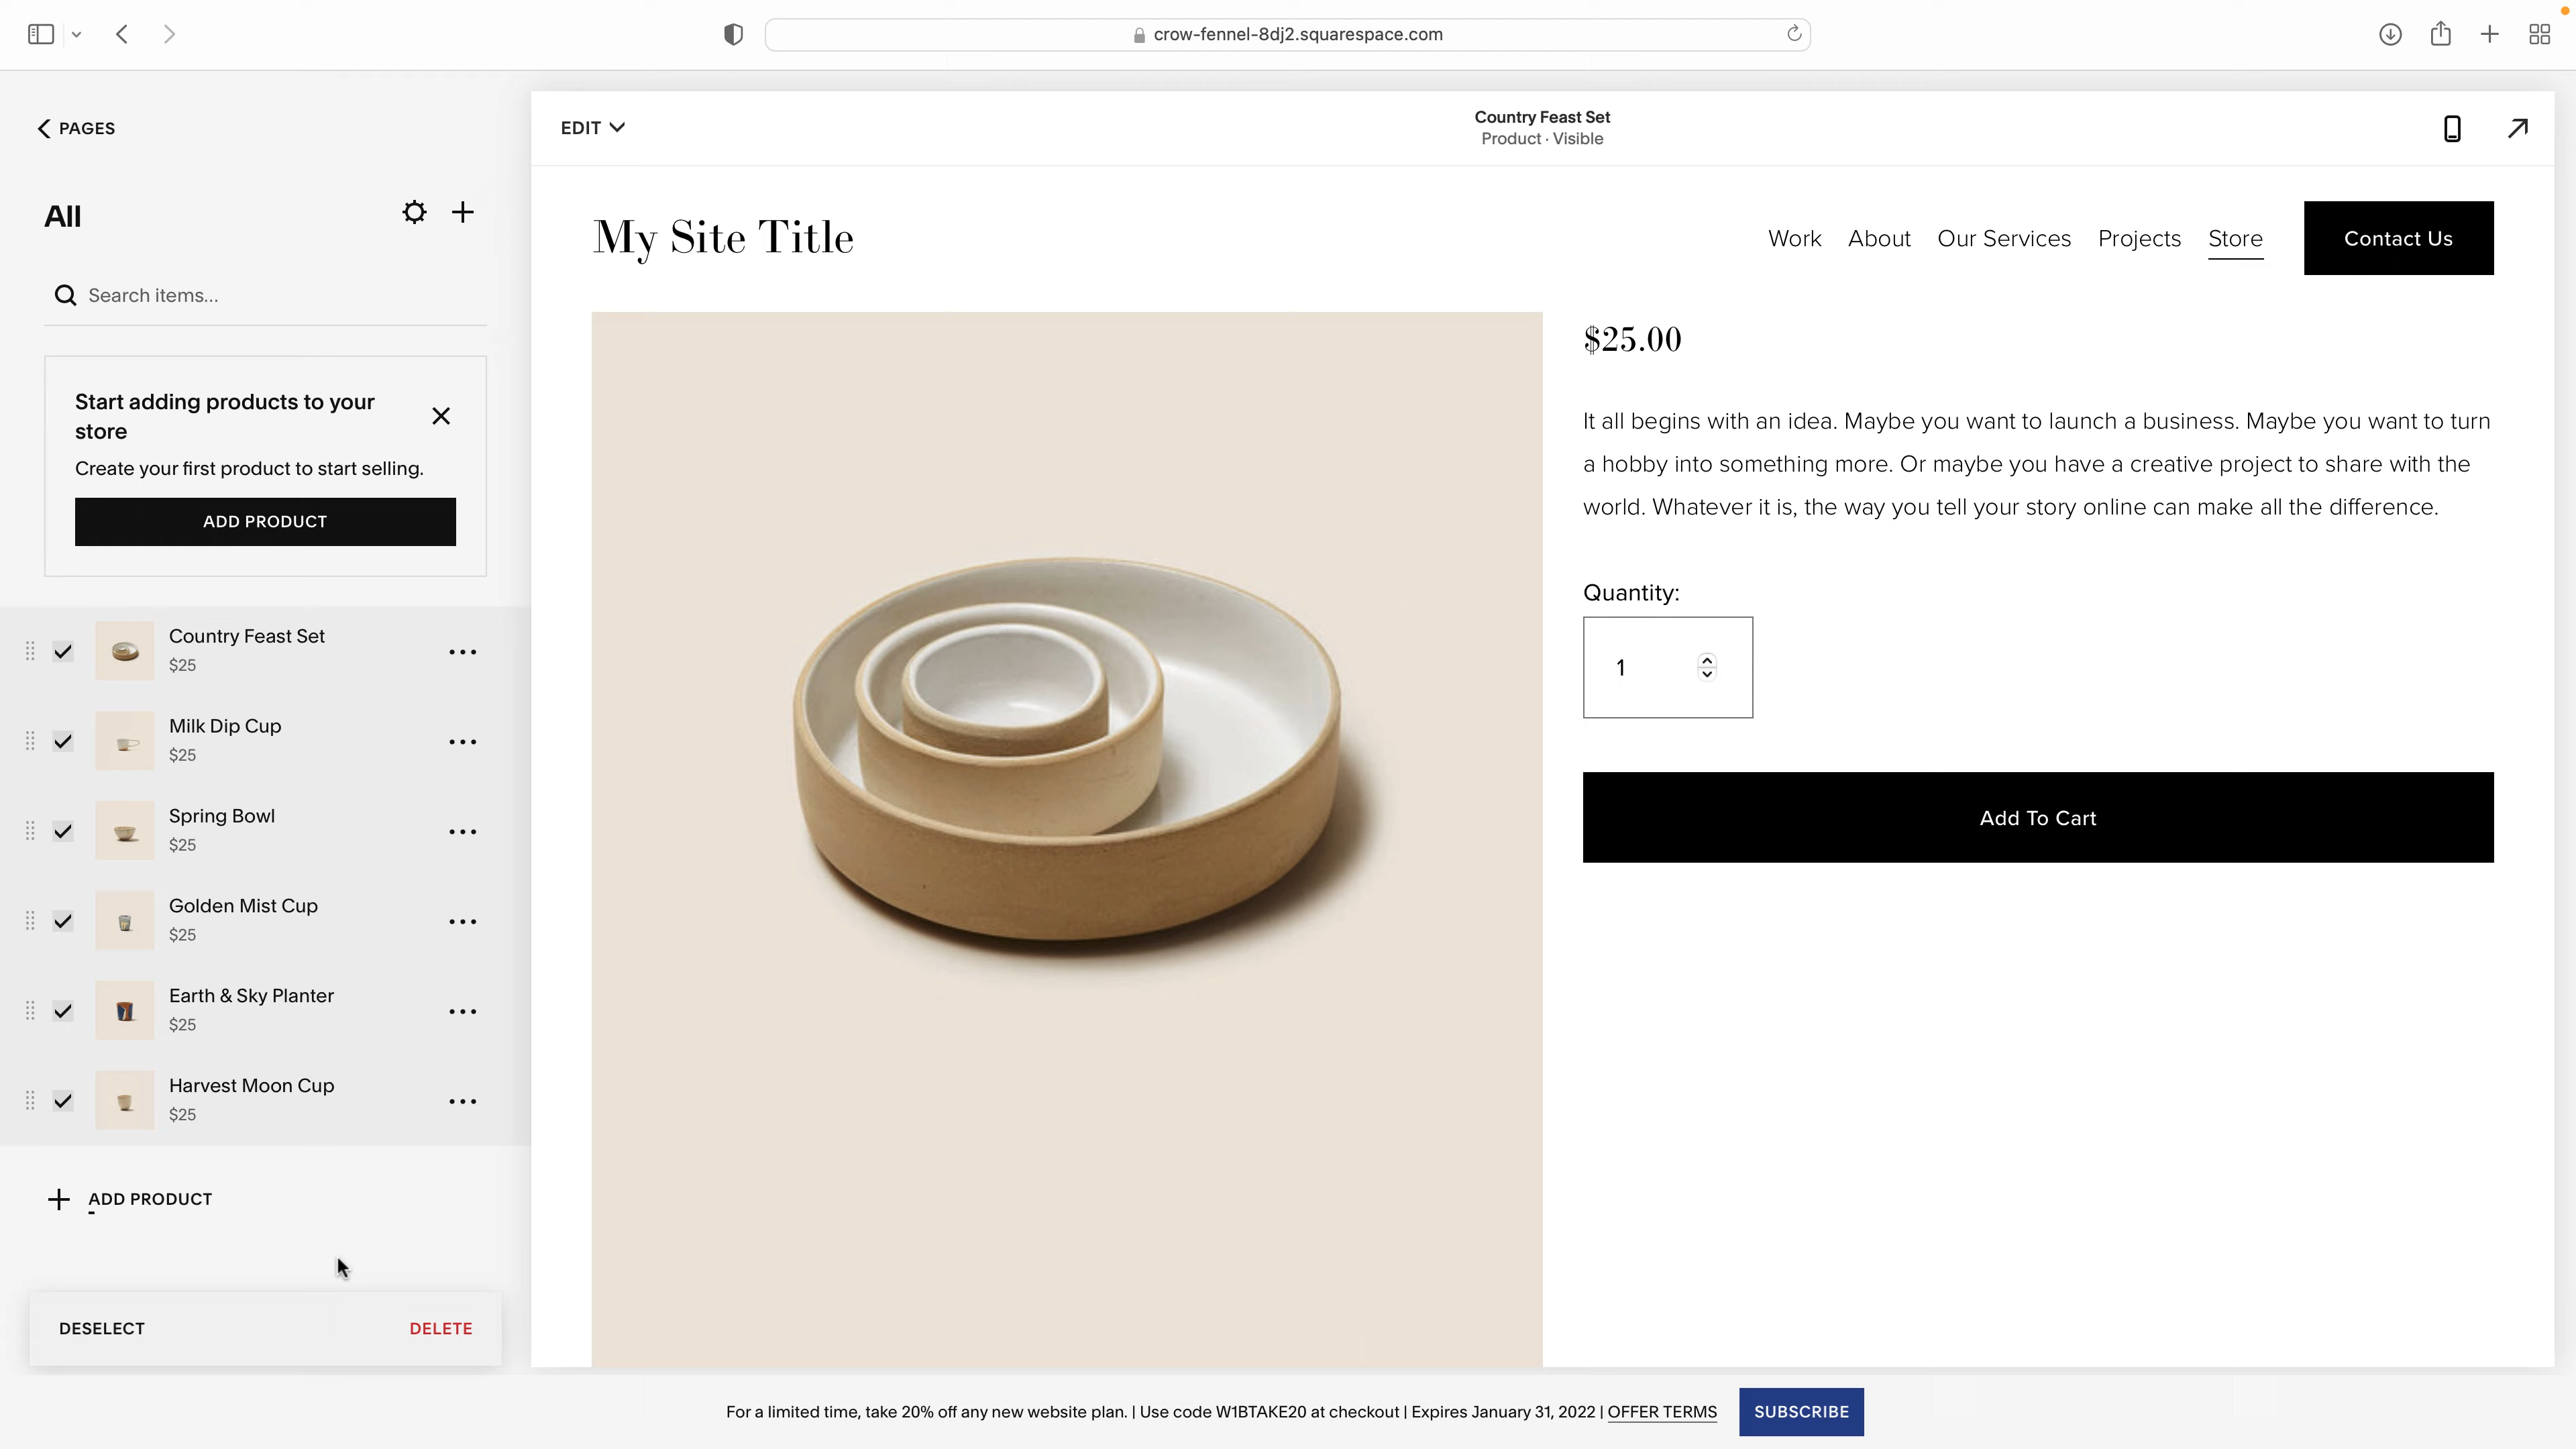 crow-fennel-8dj2.squarespace.com
PAGES
All
Search items...
Start adding products to your
store
Create your first product to start selling.
ADD PRODUCT
Country Feast Set
$25
Milk Dip Cup
$25
Spring Bowl
$25
Golden Mist Cup
$25
Earth & Sky Planter
$25
Harvest Moon Cup
$25
ADD PRODUCT
DESELECT DELETE
EDIT
Country Feast Set
Product · Visible
My Site Title
Work About Our Services Projects Store Contact Us
$25.00
It all begins with an idea. Maybe you want to launch a business. Maybe you want to turn
a hobby into something more. Or maybe you have a creative project to share with the
world. Whatever it is, the way you tell your story online can make all the difference.
Quantity:
1
Add To Cart
For a limited time, take 20% off any new website plan. | Use code W1BTAKE20 at checkout | Expires January 31, 2022 | OFFER TERMS SUBSCRIBE